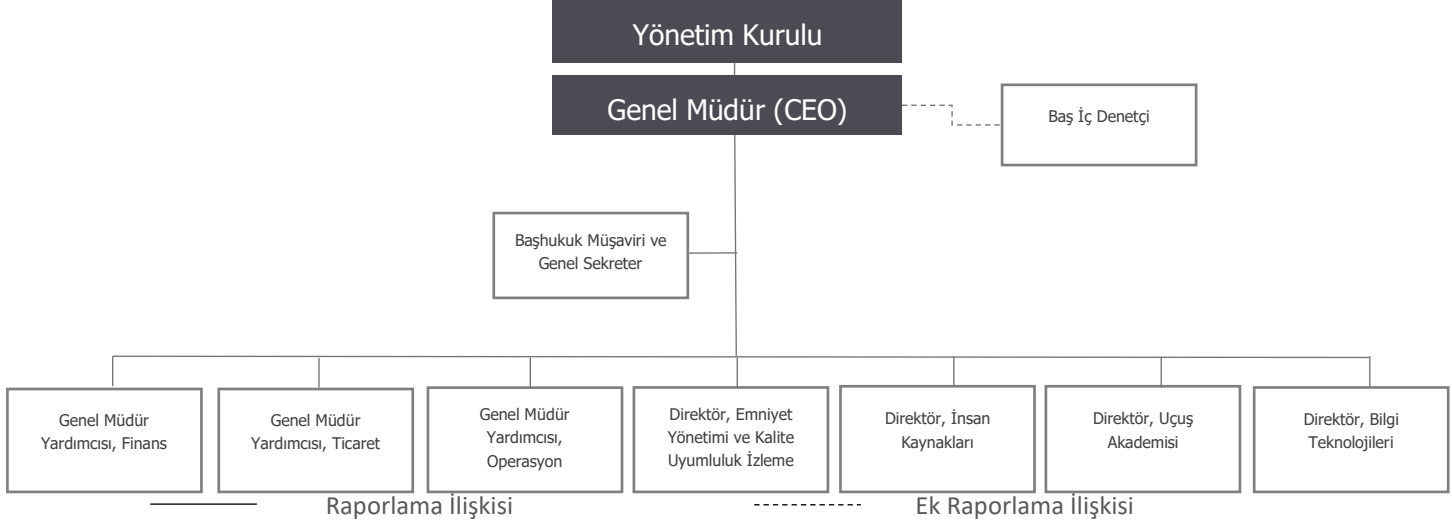 Yönetim Kurulu
Genel Müdür (CEO)
Baş İç Denetçi
Başhukuk Müşaviri ve
Genel Sekreter
Genel Müdür
Yardımcısı, Finans
Genel Müdür
Yardımcısı, Ticaret
Genel Müdür
Yardımcısı,
Operasyon
Direktör, Emniyet
Yönetimi ve Kalite
Uyumluluk İzleme
Direktör, İnsan
Kaynakları
Direktör, Uçuş
Akademisi
Direktör, Bilgi
Teknolojileri
Raporlama İlişkisi
Ek Raporlama İlişkisi